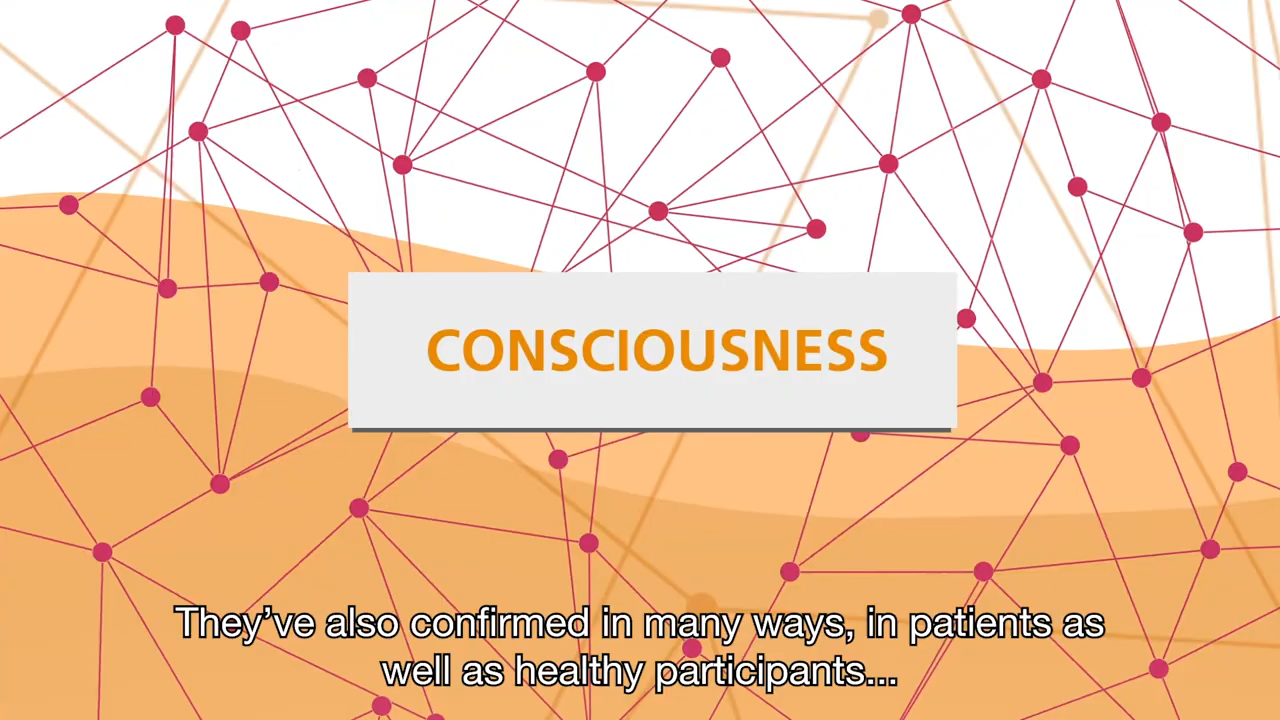 CONSCIOUSNESS
They’ve also confirmed in many ways, in patients as
well as healthy participants...